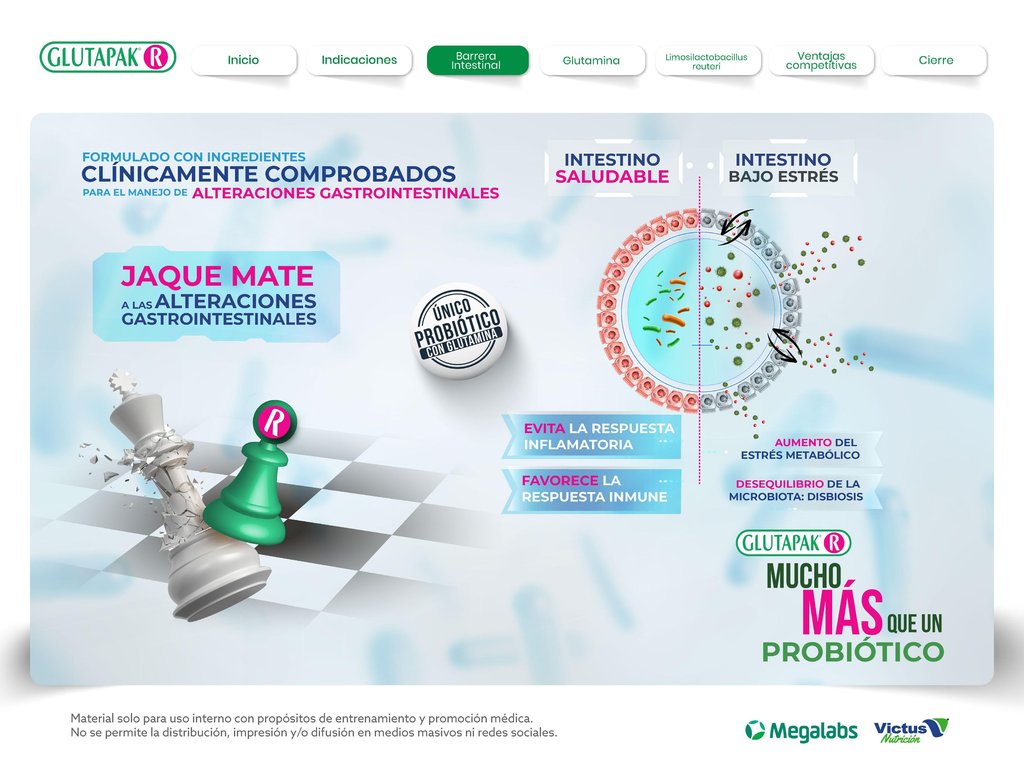 GLUTAPAK R
Inicio
Indicaciones
Barrera
Intestinal
Glutamina
Limosilactobacillus
reuteri
Ventajas
competitivas
Cierre
FORMULADO CON INGREDIENTES
CLÍNICAMENTE COMPROBADOS
PARA EL MANEJO DE ALTERACIONES GASTROINTESTINALES
JAQUE MATE
A LAS ALTERACIONES
GASTROINTESTINALES
ÚNICO
PROBIÓTICO
CON GLUTAMINA
R
INTESTINO
SALUDABLE
INTESTINO
BAJO ESTRÉS
EVITA LA RESPUESTA
INFLAMATORIA
FAVORECE LA
RESPUESTA INMUNE
AUMENTO DEL
ESTRÉS METABÓLICO
DESEQUILIBRIO DE LA
MICROBIOTA: DISBIOSIS
GLUTAPAK R
MUCHO
MÁS QUE UN
PROBIÓTICO
Material solo para uso interno con propósitos de entrenamiento y promoción médica.
No se permite la distribución, impresión y/o difusión en medios masivos ni redes sociales.
Megalabs
Victus
Nutrición